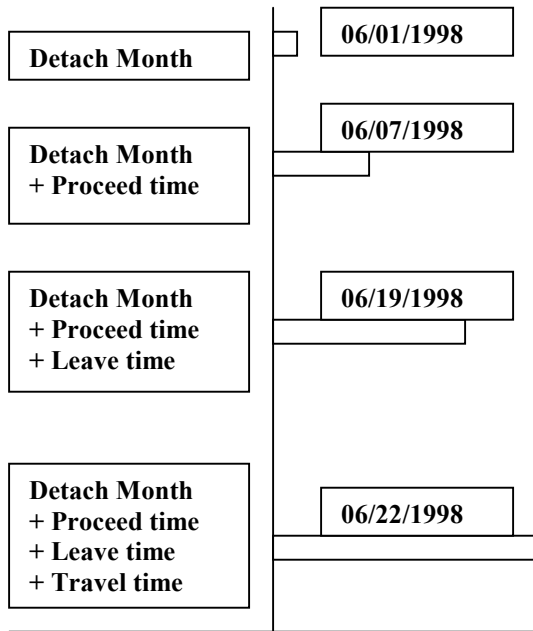 Detach Month
06/01/1998
Detach Month
+ Proceed time
06/07/1998
Detach Month
+ Proceed time
+ Leave time
06/19/1998
Detach Month
+ Proceed time
+ Leave time
+ Travel time
06/22/1998